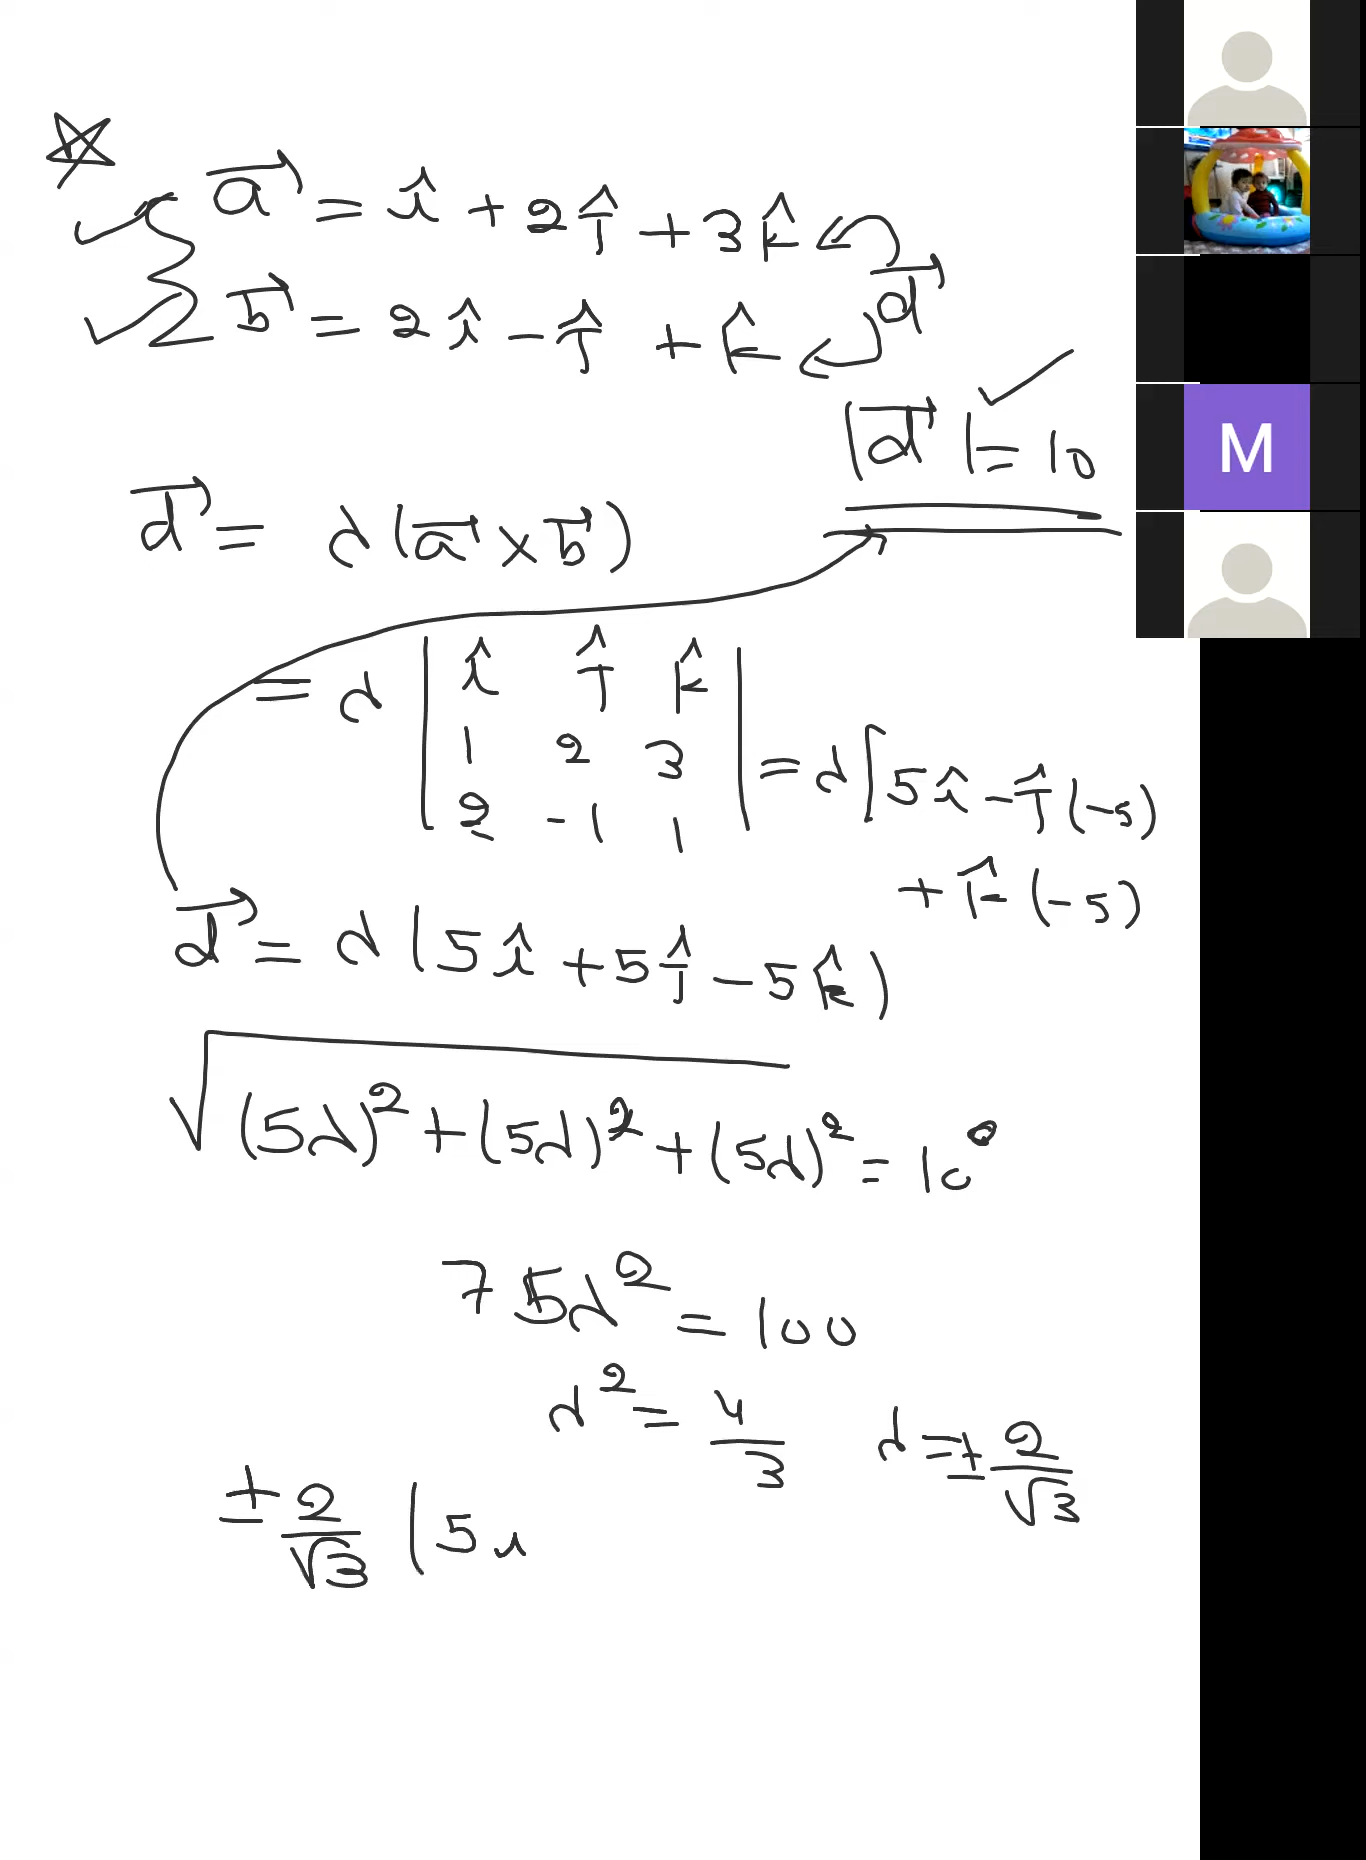 a⃗ = î + 2ĵ + 3k̂
b⃗ = 2î − ĵ + k̂
d⃗
|d⃗| = 10
d⃗ = λ(a⃗ × b⃗)
= λ | î ĵ k̂
1 2 3
2 -1 1 | = λ[5î − ĵ(-5)
+ k̂(-5)
d⃗ = λ(5î + 5ĵ − 5k̂)
√(5λ)² + (5λ)² + (5λ)² = 10
75λ² = 100
λ² = 4/3 λ = ± 2/√3
± 2/√3 (5
M